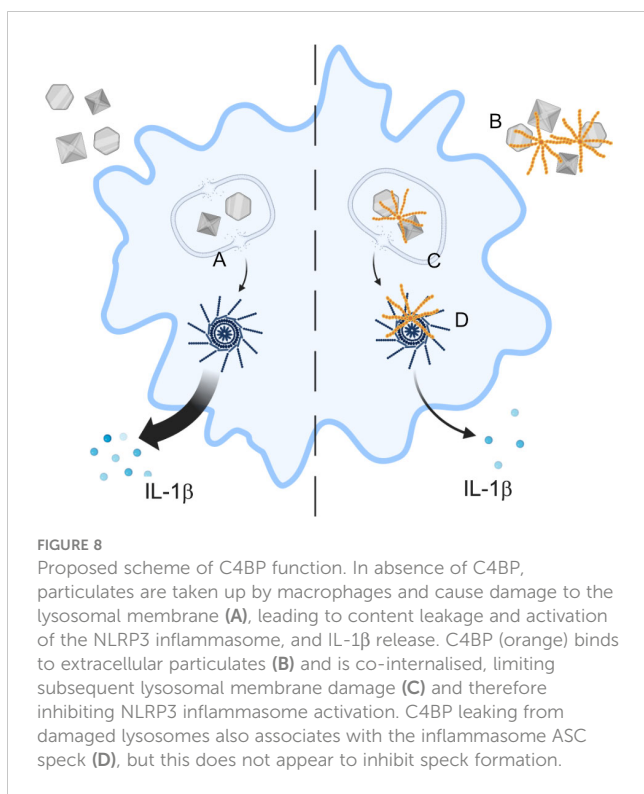 B
A
C
D
IL-1β
IL-1β
FIGURE 8
Proposed scheme of C4BP function. In absence of C4BP,
particulates are taken up by macrophages and cause damage to the
lysosomal membrane (A), leading to content leakage and activation
of the NLRP3 inflammasome, and IL-1β release. C4BP (orange) binds
to extracellular particulates (B) and is co-internalised, limiting
subsequent lysosomal membrane damage (C) and therefore
inhibiting NLRP3 inflammasome activation. C4BP leaking from
damaged lysosomes also associates with the inflammasome ASC
speck (D), but this does not appear to inhibit speck formation.